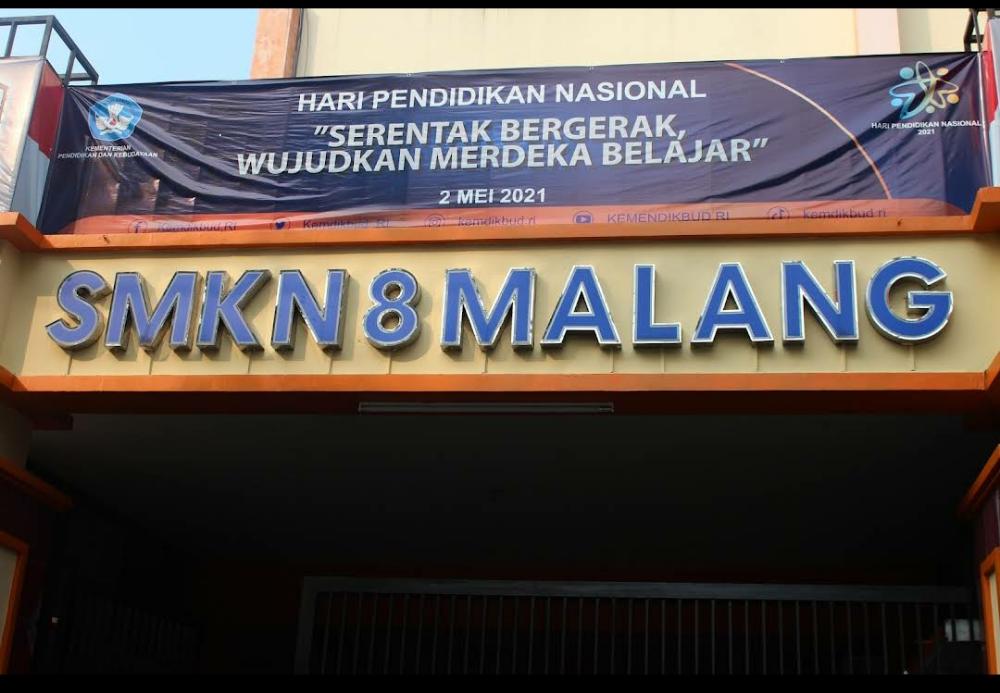 HARI PENDIDIKAN NASIONAL
"SERENTAK BERGERAK,
WUJUDKAN MERDEKA BELAJAR"
2 MEI 2021
KEMENTERIAN
PENDIDIKAN DAN KEBUDAYAAN
HARI PENDIDIKAN NASIONAL
2021
Kemdikbud.RI
Kemdikbud_RI
kemdikbud.ri
KEMENDIKBUD RI
kemdikbud.ri
SMKN 8 MALANG